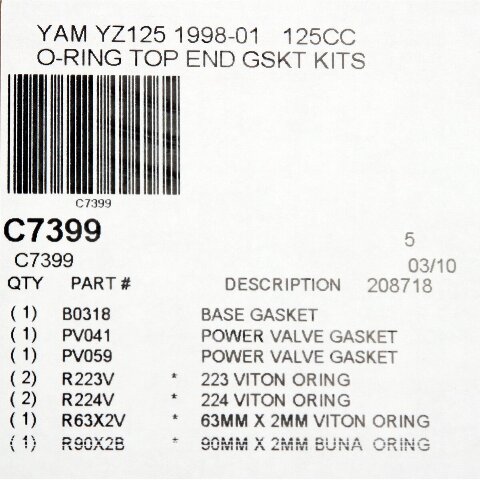 YAM YZ125 1998-01 125CC
O-RING TOP END GSKT KITS
C7399
C7399
5
C7399
03/10
QTY PART # DESCRIPTION 208718
(1) B0318 BASE GASKET
(1) PV041 POWER VALVE GASKET
(1) PV059 POWER VALVE GASKET
(2) R223V * 223 VITON ORING
(2) R224V * 224 VITON ORING
(1) R63X2V * 63MM X 2MM VITON ORING
(1) R90X2B * 90MM X 2MM BUNA ORING